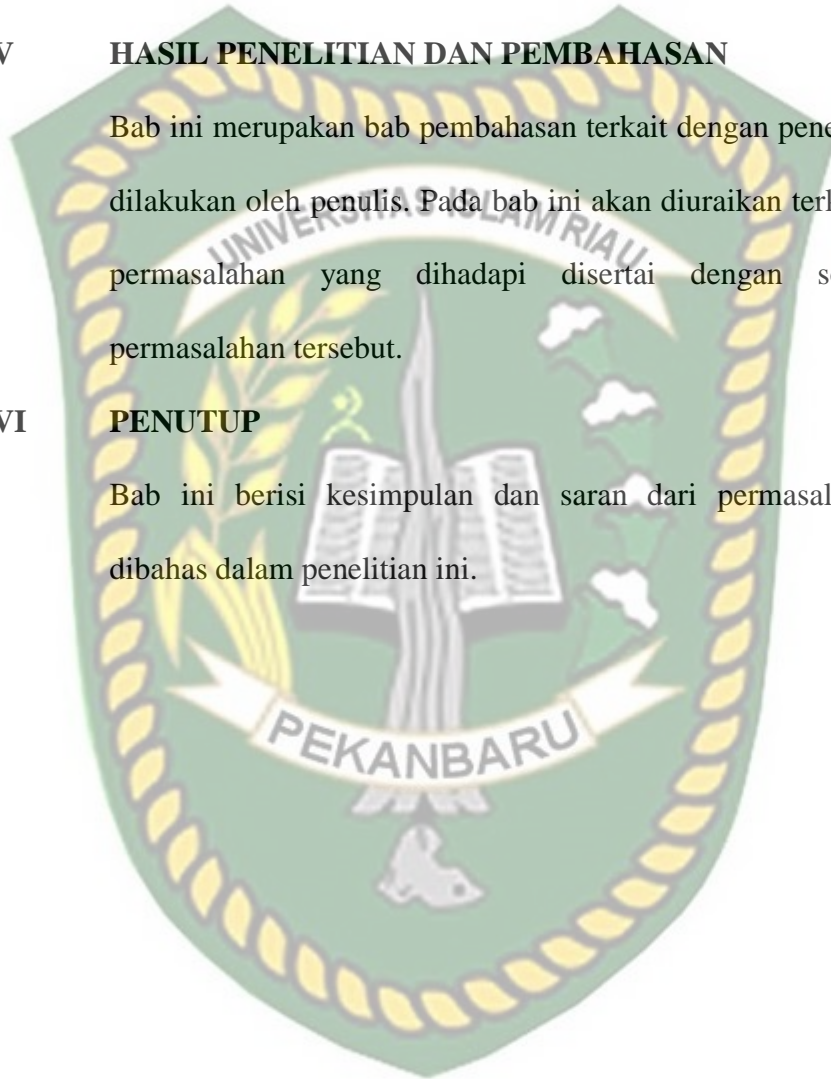 V HASIL PENELITIAN DAN PEMBAHASAN
Bab ini merupakan bab pembahasan terkait dengan pene
dilakukan oleh penulis. Pada bab ini akan diuraikan
permasalahan yang dihadapi disertai dengan
permasalahan tersebut.
VI PENUTUP
Bab ini berisi kesimpulan dan saran dari permasal
dibahas dalam penelitian ini.
UNIVERSITAS ISLAM RIAU
PEKANBARU